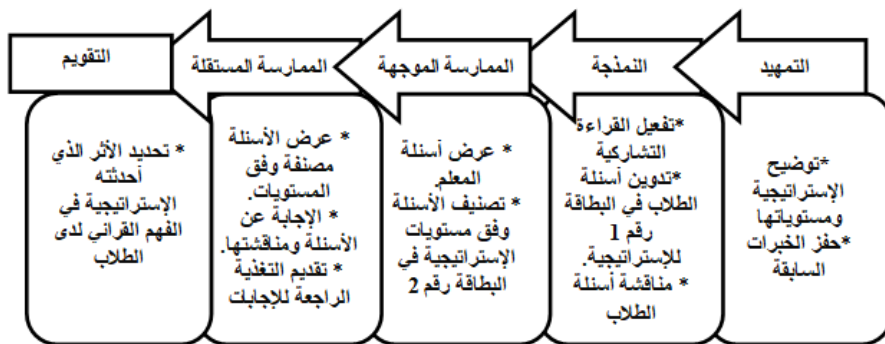 التمهيد
النمذجة
الممارسة الموجهة
الممارسة المستقلة
التقويم
*توضيح
الإستراتيجية
ومستوياتها
*حفز الخبرات
السابقة
*تفعيل القراءة
التشاركية
*تدوين أسئلة
الطلاب في البطاقة
رقم 1
للإستراتيجية.
* مناقشة أسئلة
الطلاب
* عرض أسئلة
المعلم.
* تصنيف الأسئلة
وفق مستويات
الإستراتيجية في
البطاقة رقم 2
* عرض الأسئلة
مصنفة وفق
المستويات.
* الإجابة عن
الأسئلة ومناقشتها.
* تقديم التغذية
الراجعة للإجابات
* تحديد الأثر الذي
أحدثته
الإستراتيجية في
الفهم القرائي لدى
الطلاب